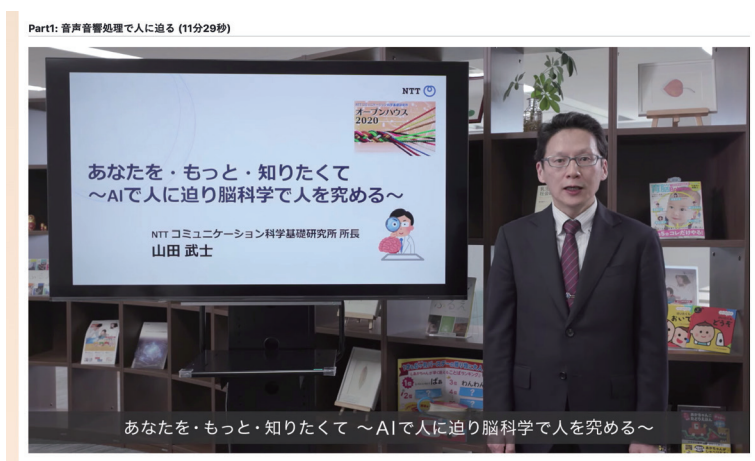 Part1: 音声音響処理で人に迫る (11分29秒)
NTT
オープンハウス
2020
あなたを・もっと・知りたくて
～AIで人に迫り脳科学で人を究める～
NTT コミュニケーション科学基礎研究所 所長
山田 武士
あなたを・もっと・知りたくて ～AIで人に迫り脳科学で人を究める～